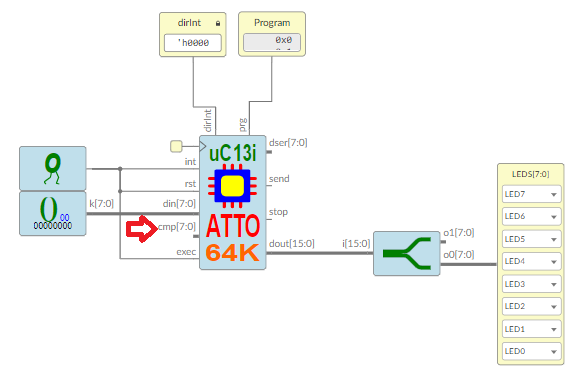 dirInt
'h0000
Program
0x0
dirInt
prg
uC13i
ATTO
64K
int
rst
din[7:0]
cmp[7:0]
exec
dser[7:0]
send
stop
dout[15:0]
()
00
00000000
k[7:0]
i[15:0]
o1[7:0]
o0[7:0]
LEDS[7:0]
LED7
LED6
LED5
LED4
LED3
LED2
LED1
LED0